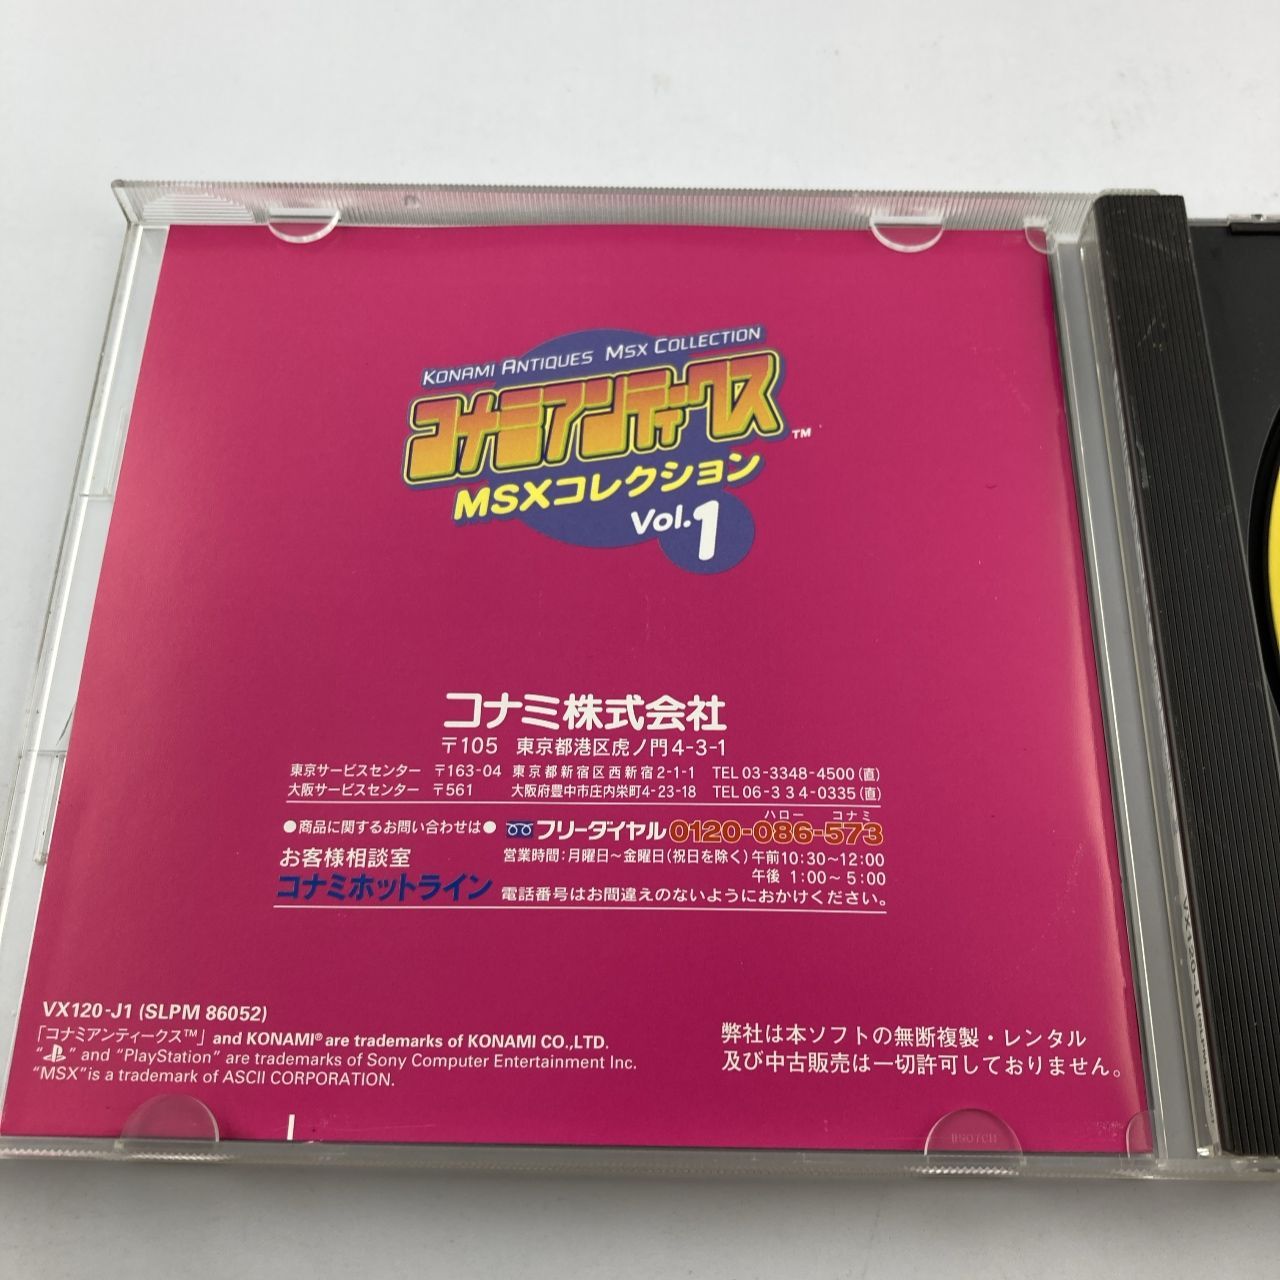 KONAMI ANTIQUES MSX COLLECTION
コナミアンティークス™
MSXコレクション
Vol.1
コナミ株式会社
〒105 東京都港区虎ノ門4-3-1
東京サービスセンター 〒163-04 東京都新宿区西新宿2-1-1 TEL 03-3348-4500(直)
大阪サービスセンター 〒561 大阪府豊中市庄内栄町4-23-18 TEL 06-334-0335(直)
ハロー コナミ
●商品に関するお問い合わせは● フリーダイヤル 0120-086-573
お客様相談室 営業時間:月曜日〜金曜日(祝日を除く) 午前10:30〜12:00
午後 1:00〜5:00
コナミホットライン 電話番号はお間違えのないようにおかけください。
VX120-J1 (SLPM 86052)
「コナミアンティークス™」 and KONAMI® are trademarks of KONAMI CO.,LTD.
" " and "PlayStation" are trademarks of Sony Computer Entertainment Inc.
"MSX" is a trademark of ASCII CORPORATION.
弊社は本ソフトの無断複製・レンタル
及び中古販売は一切許可しておりません。